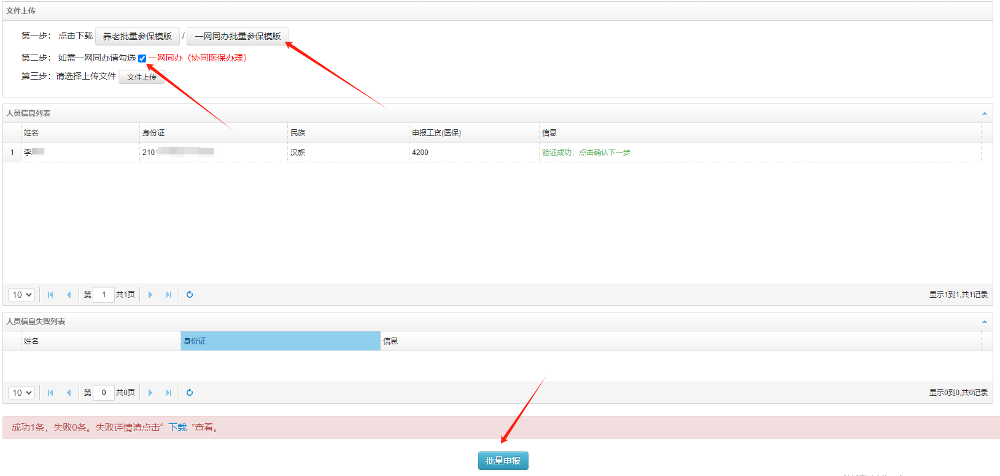 文件上传
第一步： 点击下载 养老批量参保模版 / 一网同办批量参保模版
第二步： 如需一网同办请勾选 一网同办（协同医保办理）
第三步：请选择上传文件 文件上传
人员信息列表
姓名 身份证 民族 申报工资(医保) 信息
1 李 210 汉族 4200 验证成功，点击确认下一步
10 第 1 共1页 显示1到1,共1记录
人员信息失败列表
姓名 身份证 信息
10 第 0 共0页 显示0到0,共0记录
成功1条，失败0条。失败详情请点击“ 下载 ”查看。
批量申报